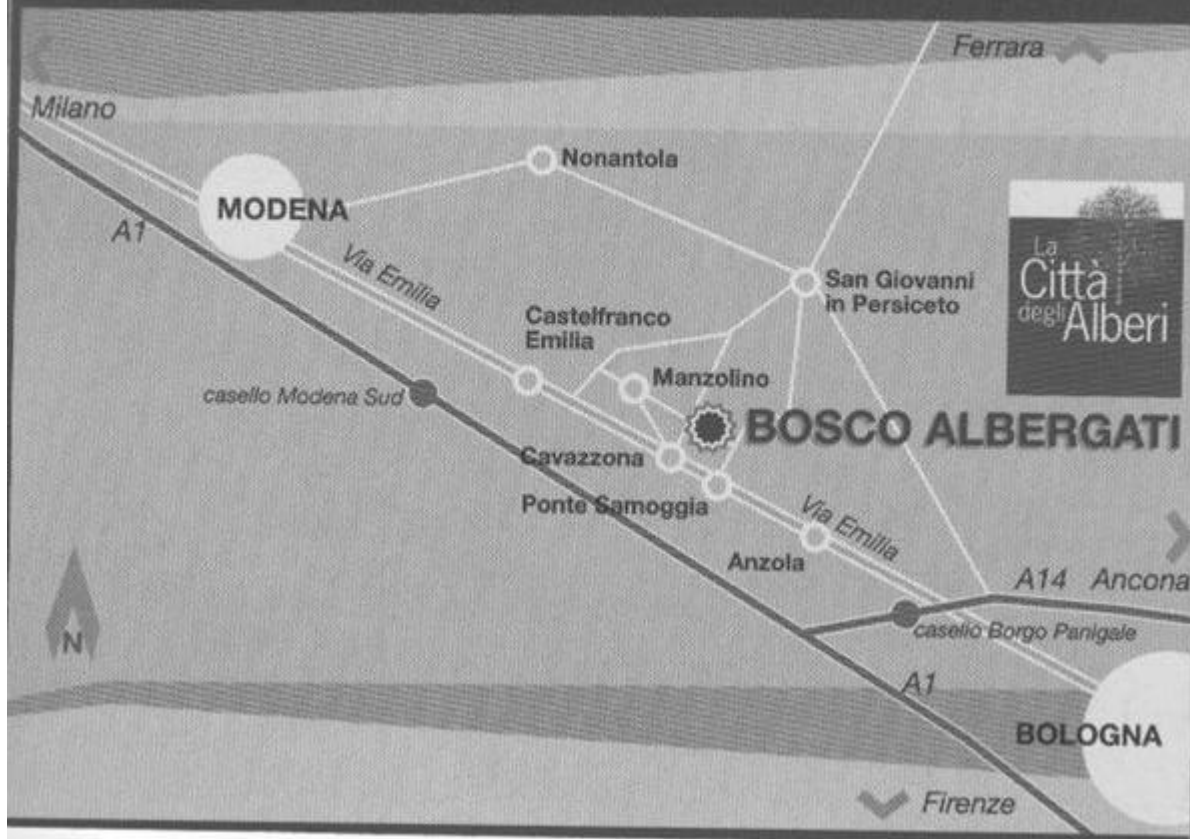 Ferrara
Milano
Nonantola
MODENA
A1
Via Emilia
San Giovanni
in Persiceto
La
Città
degli
Alberi
Castelfranco
Emilia
Manzolino
casello Modena Sud
BOSCO ALBERGATI
Cavazzona
Ponte Samoggia
Via Emilia
Anzola
A14 Ancona
casello Borgo Panigale
N
A1
BOLOGNA
Firenze